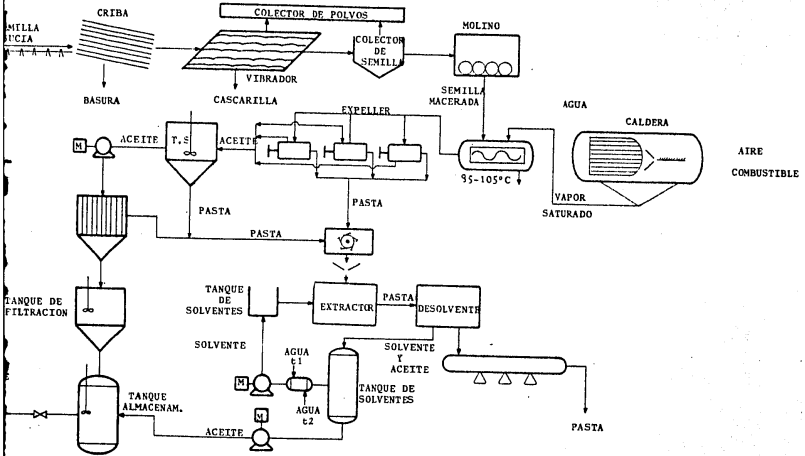 CRIBA
COLECTOR DE POLVOS
MILLA
UCIA
COLECTOR
DE
SEMILLA
MOLINO
VIBRADOR
BASURA
CASCARILLA
SEMILLA
MACERADA
AGUA
CALDERA
EXPELLER
M
ACEITE
T.S
ACEITE
AIRE
COMBUSTIBLE
95-105°C
VAPOR
SATURADO
PASTA
PASTA
PASTA
TANQUE DE
FILTRACION
TANQUE
DE
SOLVENTES
EXTRACTOR
PASTA
DESOLVENTE
SOLVENTE
AGUA
t1
SOLVENTE
Y
ACEITE
M
TANQUE DE
SOLVENTES
AGUA
t2
TANQUE
ALMACENAM.
M
ACEITE
PASTA